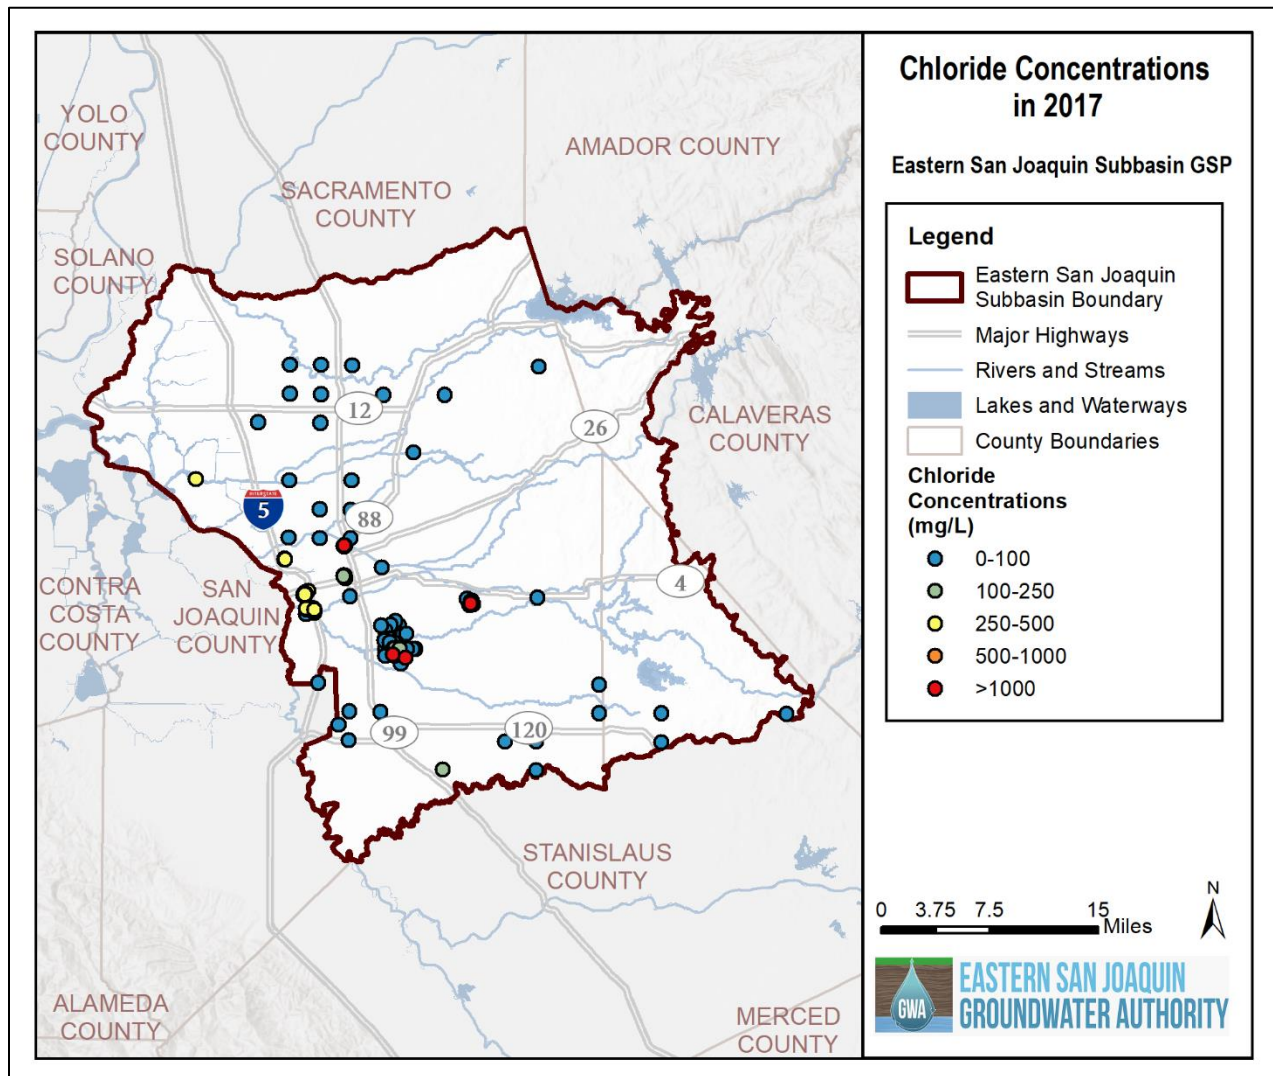 Chloride Concentrations
in 2017
Eastern San Joaquin Subbasin GSP
Legend
Eastern San Joaquin
Subbasin Boundary
Major Highways
Rivers and Streams
Lakes and Waterways
County Boundaries
Chloride
Concentrations
(mg/L)
0-100
100-250
250-500
500-1000
>1000
YOLO
COUNTY
AMADOR COUNTY
SACRAMENTO
COUNTY
SOLANO
COUNTY
CALAVERAS
COUNTY
CONTRA
COSTA
COUNTY
SAN
JOAQUIN
COUNTY
STANISLAUS
COUNTY
ALAMEDA
COUNTY
MERCED
COUNTY
12
26
INTERSTATE
5
88
4
99
120
N
0 3.75 7.5 15
Miles
GWA
EASTERN SAN JOAQUIN
GROUNDWATER AUTHORITY